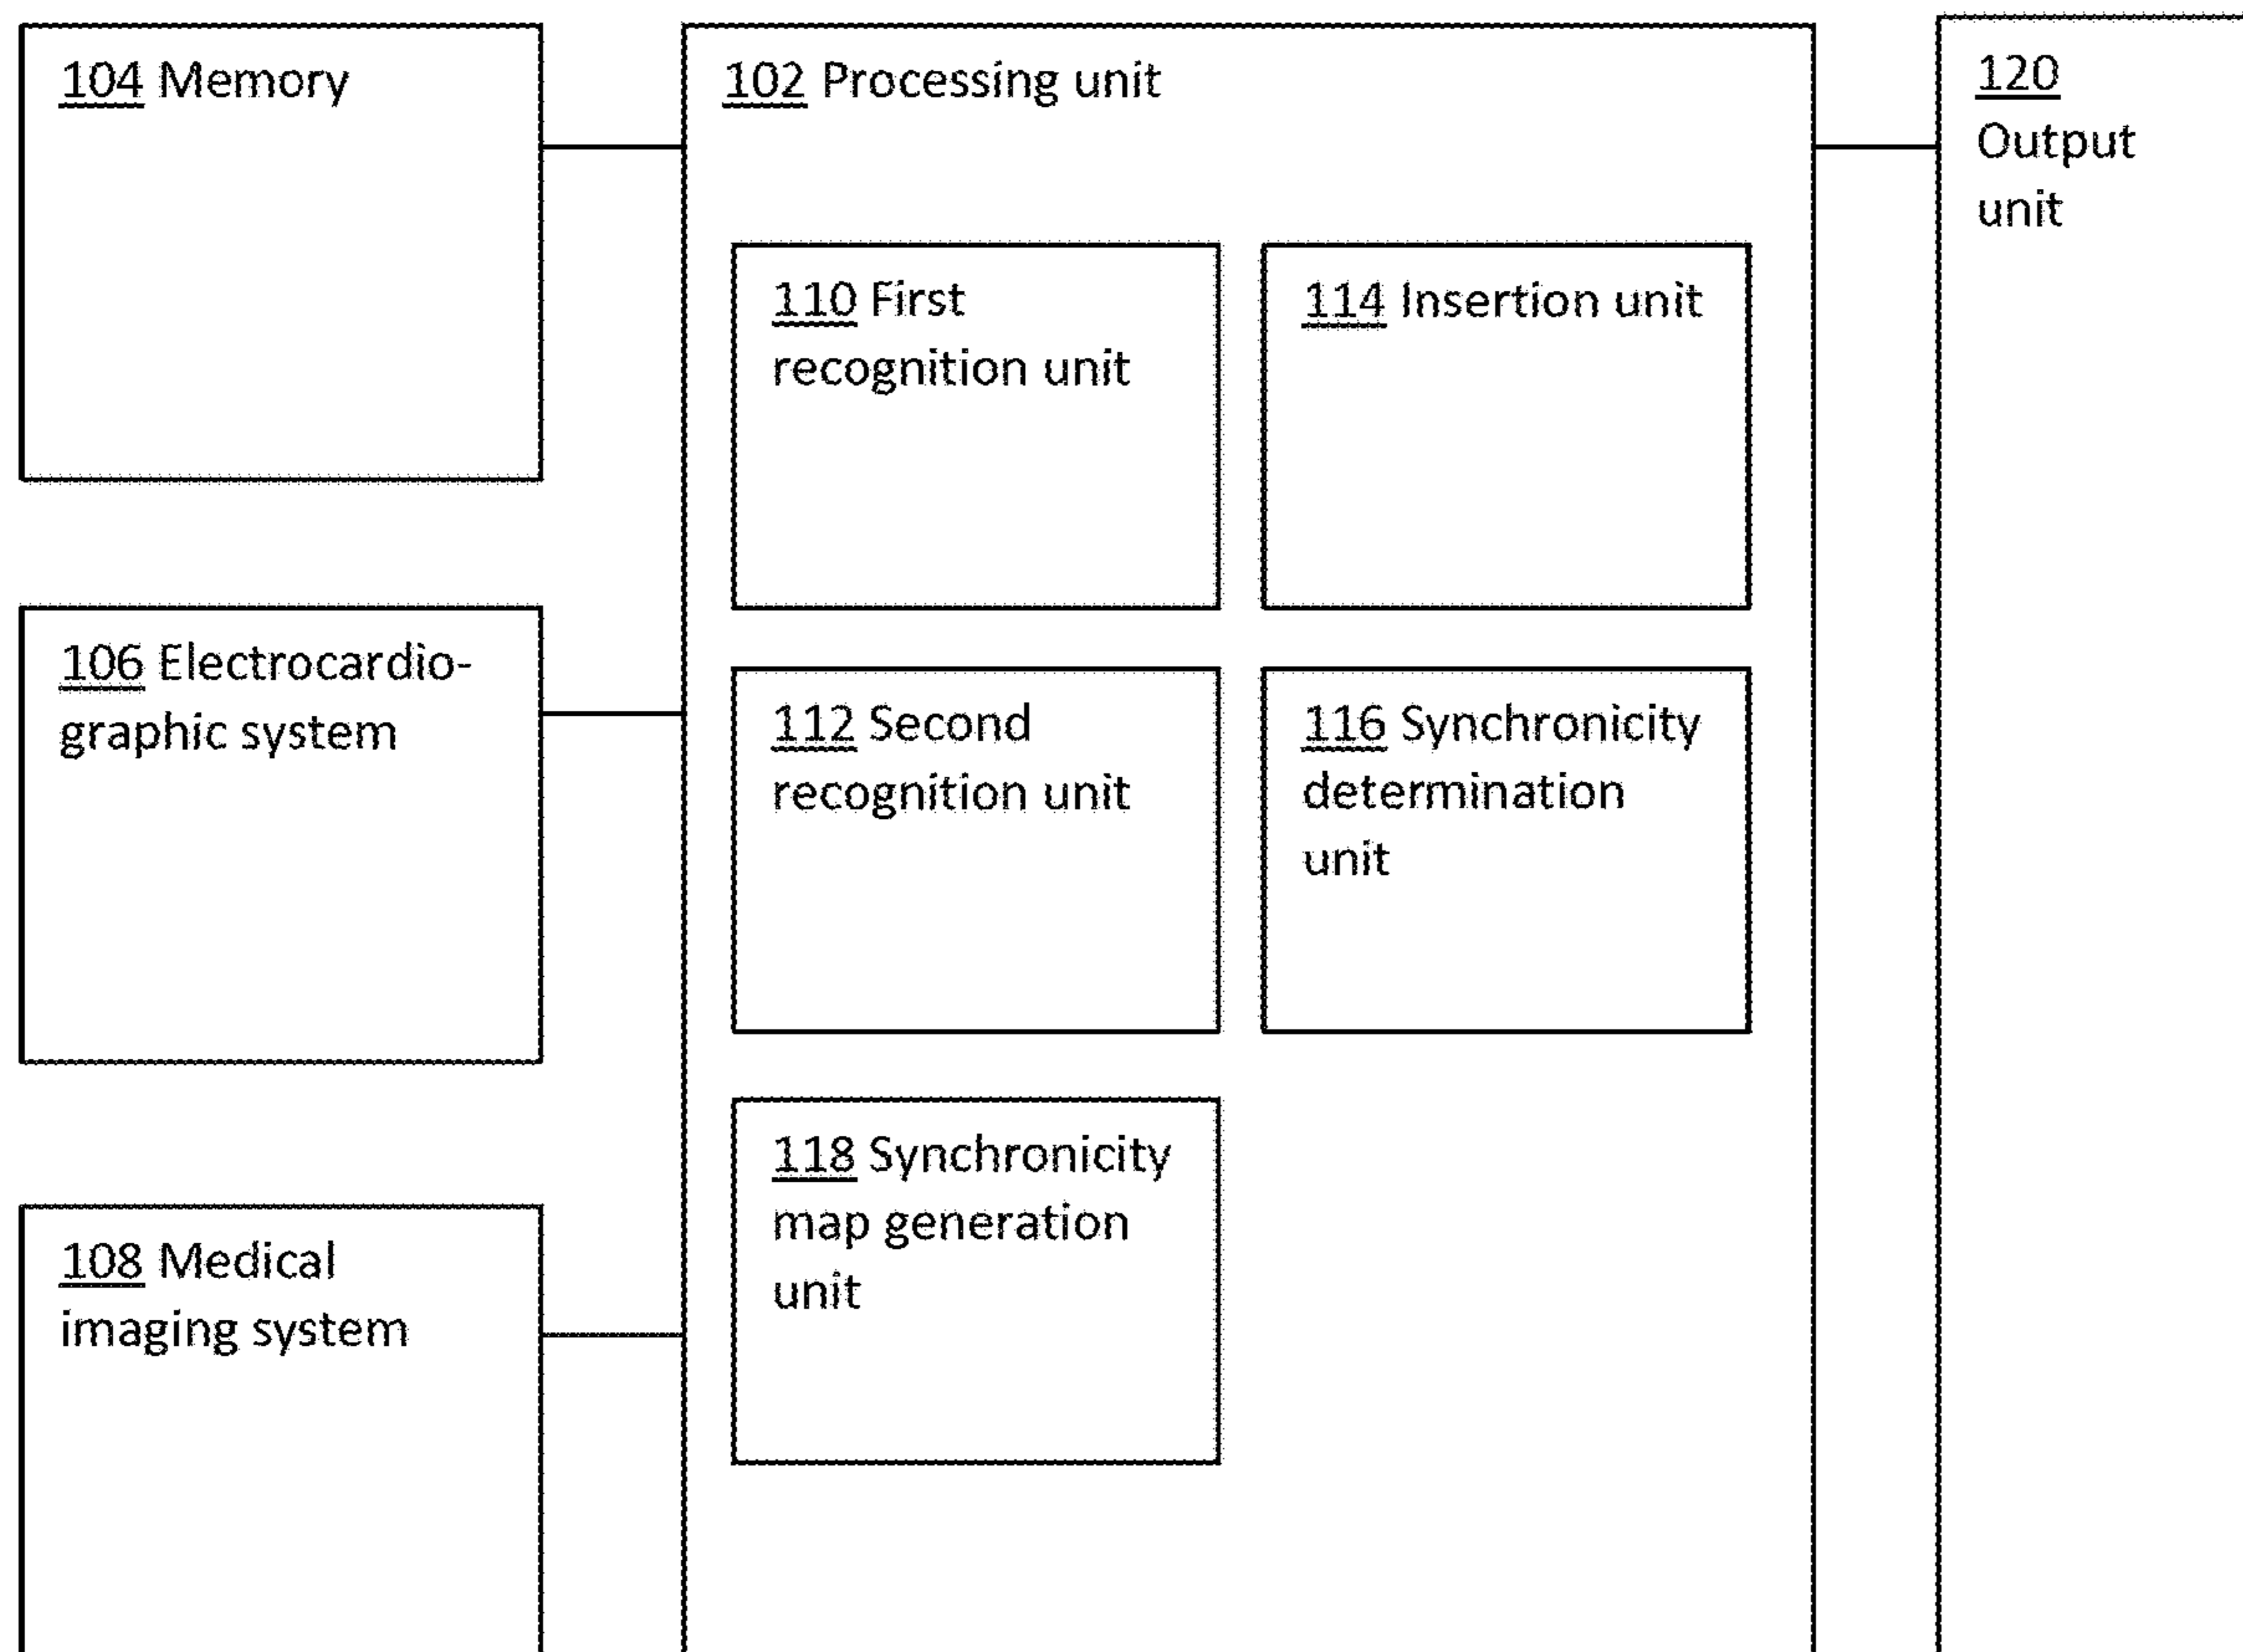 104 Memory
106 Electrocardio-
graphic system
108 Medical
imaging system
102 Processing unit
110 First
recognition unit
114 Insertion unit
112 Second
recognition unit
116 Synchronicity
determination
unit
118 Synchronicity
map generation
unit
120
Output
unit